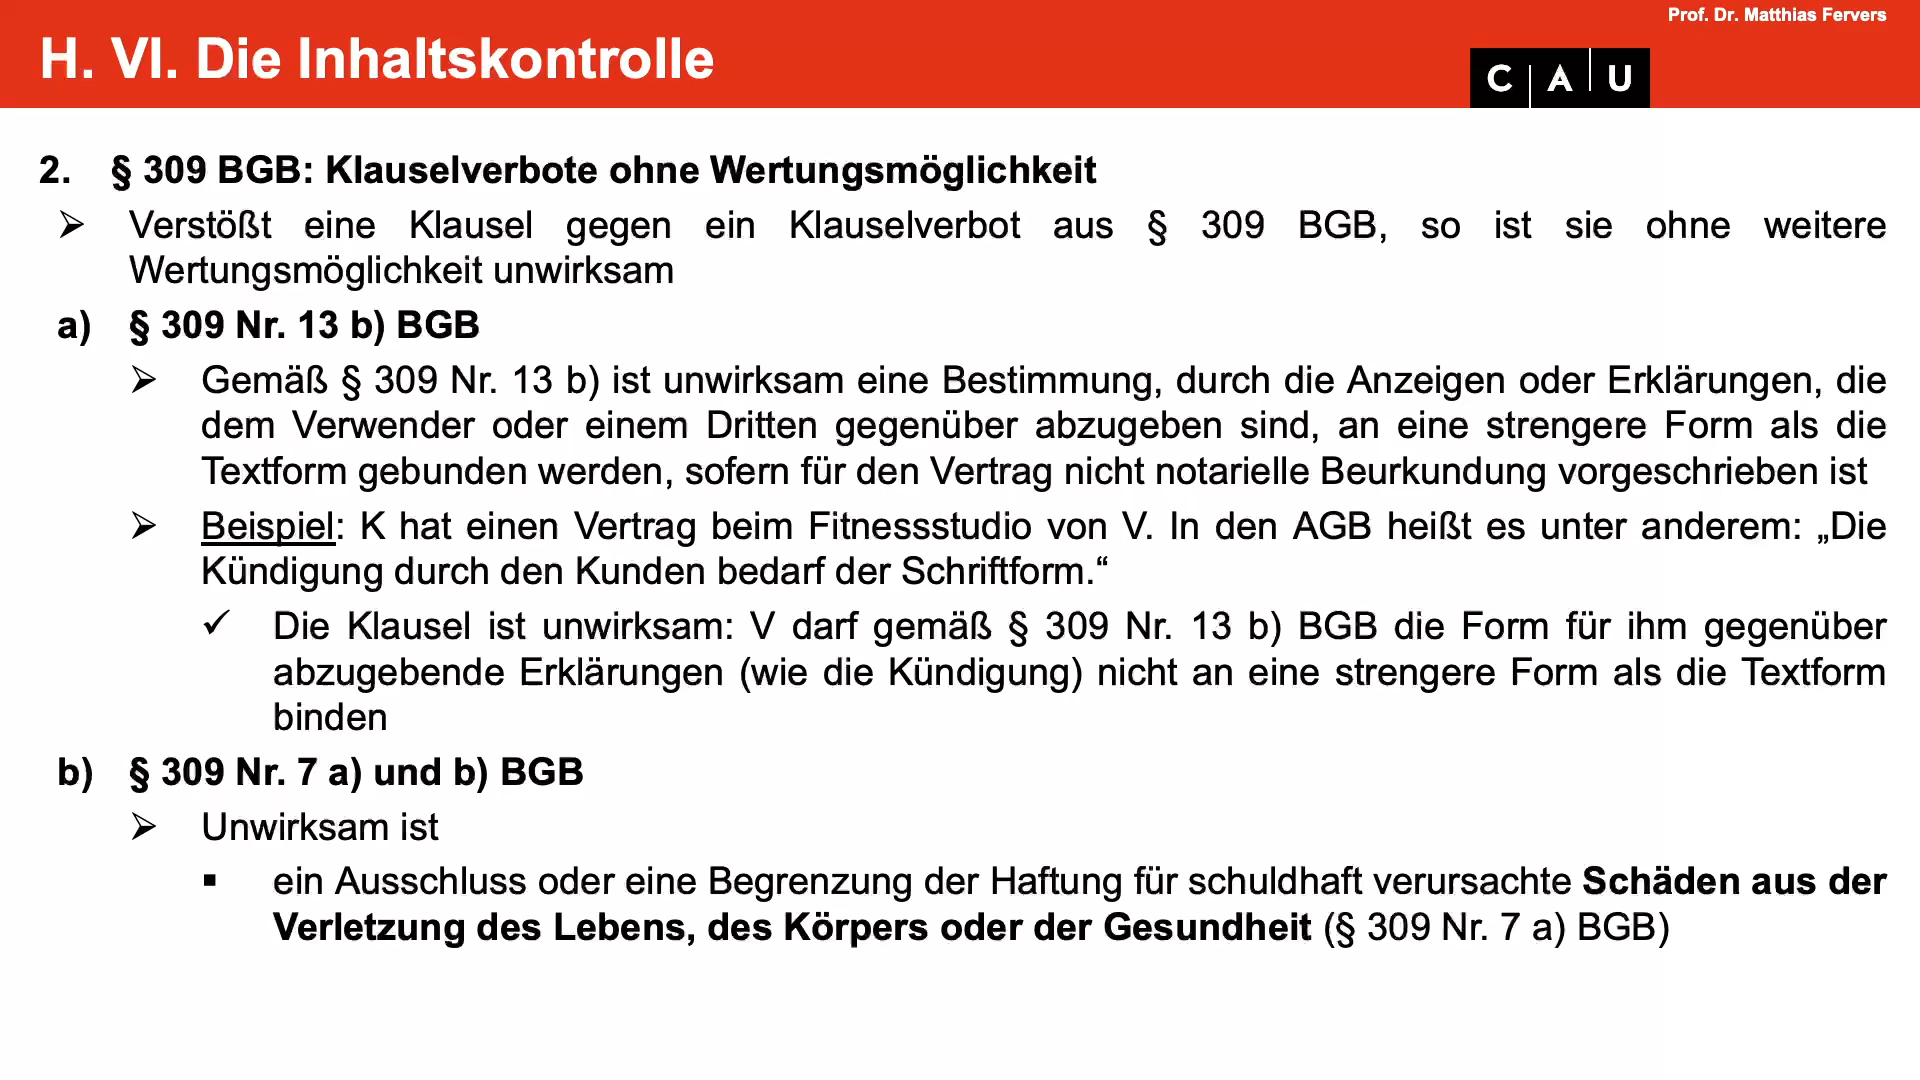 Prof. Dr. Matthias Fervers
H. VI. Die Inhaltskontrolle
C A U
2. § 309 BGB: Klauselverbote ohne Wertungsmöglichkeit
➢ Verstößt eine Klausel gegen ein Klauselverbot aus § 309 BGB, so ist sie ohne weitere
Wertungsmöglichkeit unwirksam
a) § 309 Nr. 13 b) BGB
➢ Gemäß § 309 Nr. 13 b) ist unwirksam eine Bestimmung, durch die Anzeigen oder Erklärungen, die
dem Verwender oder einem Dritten gegenüber abzugeben sind, an eine strengere Form als die
Textform gebunden werden, sofern für den Vertrag nicht notarielle Beurkundung vorgeschrieben ist
➢ Beispiel: K hat einen Vertrag beim Fitnessstudio von V. In den AGB heißt es unter anderem: „Die
Kündigung durch den Kunden bedarf der Schriftform.“
✓ Die Klausel ist unwirksam: V darf gemäß § 309 Nr. 13 b) BGB die Form für ihm gegenüber
abzugebende Erklärungen (wie die Kündigung) nicht an eine strengere Form als die Textform
binden
b) § 309 Nr. 7 a) und b) BGB
➢ Unwirksam ist
▪ ein Ausschluss oder eine Begrenzung der Haftung für schuldhaft verursachte Schäden aus der
Verletzung des Lebens, des Körpers oder der Gesundheit (§ 309 Nr. 7 a) BGB)